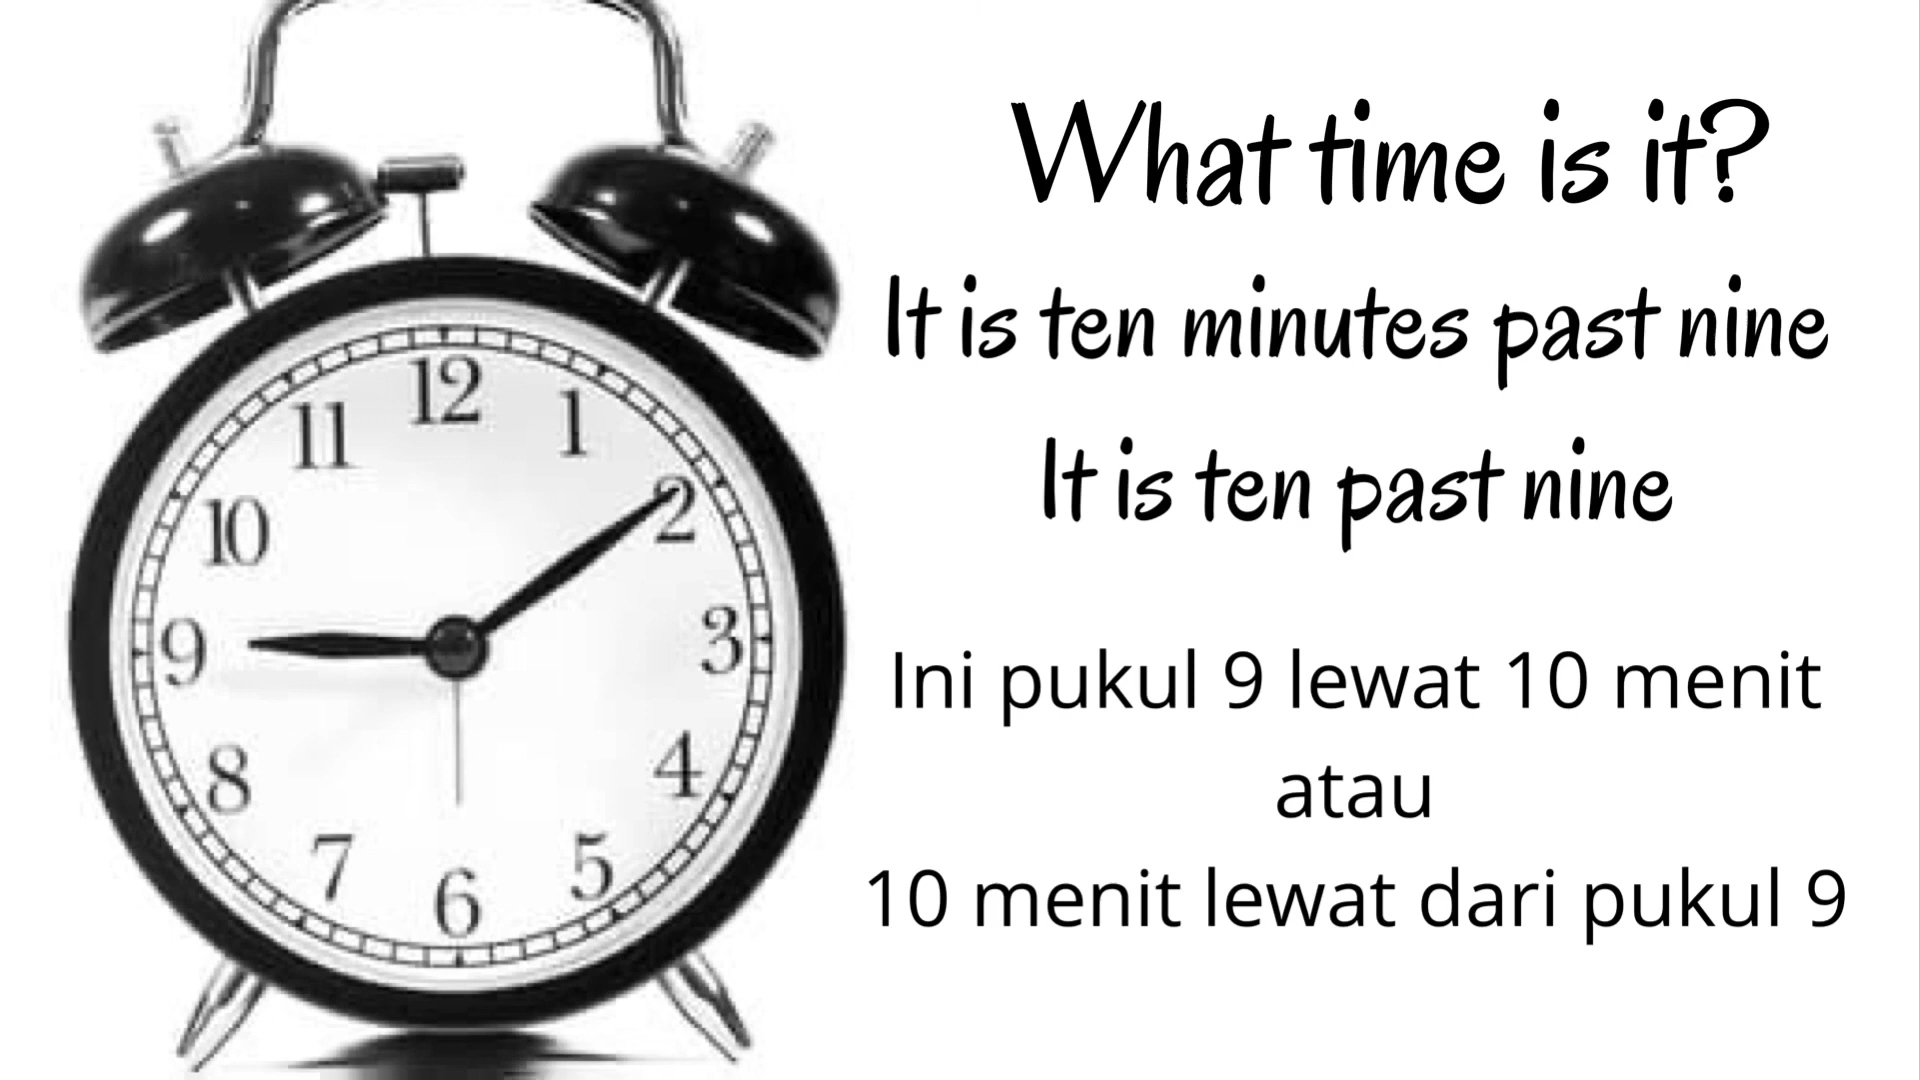 12
11
1
10
2
9
3
8
4
7
5
6
What time is it?
It is ten minutes past nine
It is ten past nine
Ini pukul 9 lewat 10 menit
atau
10 menit lewat dari pukul 9